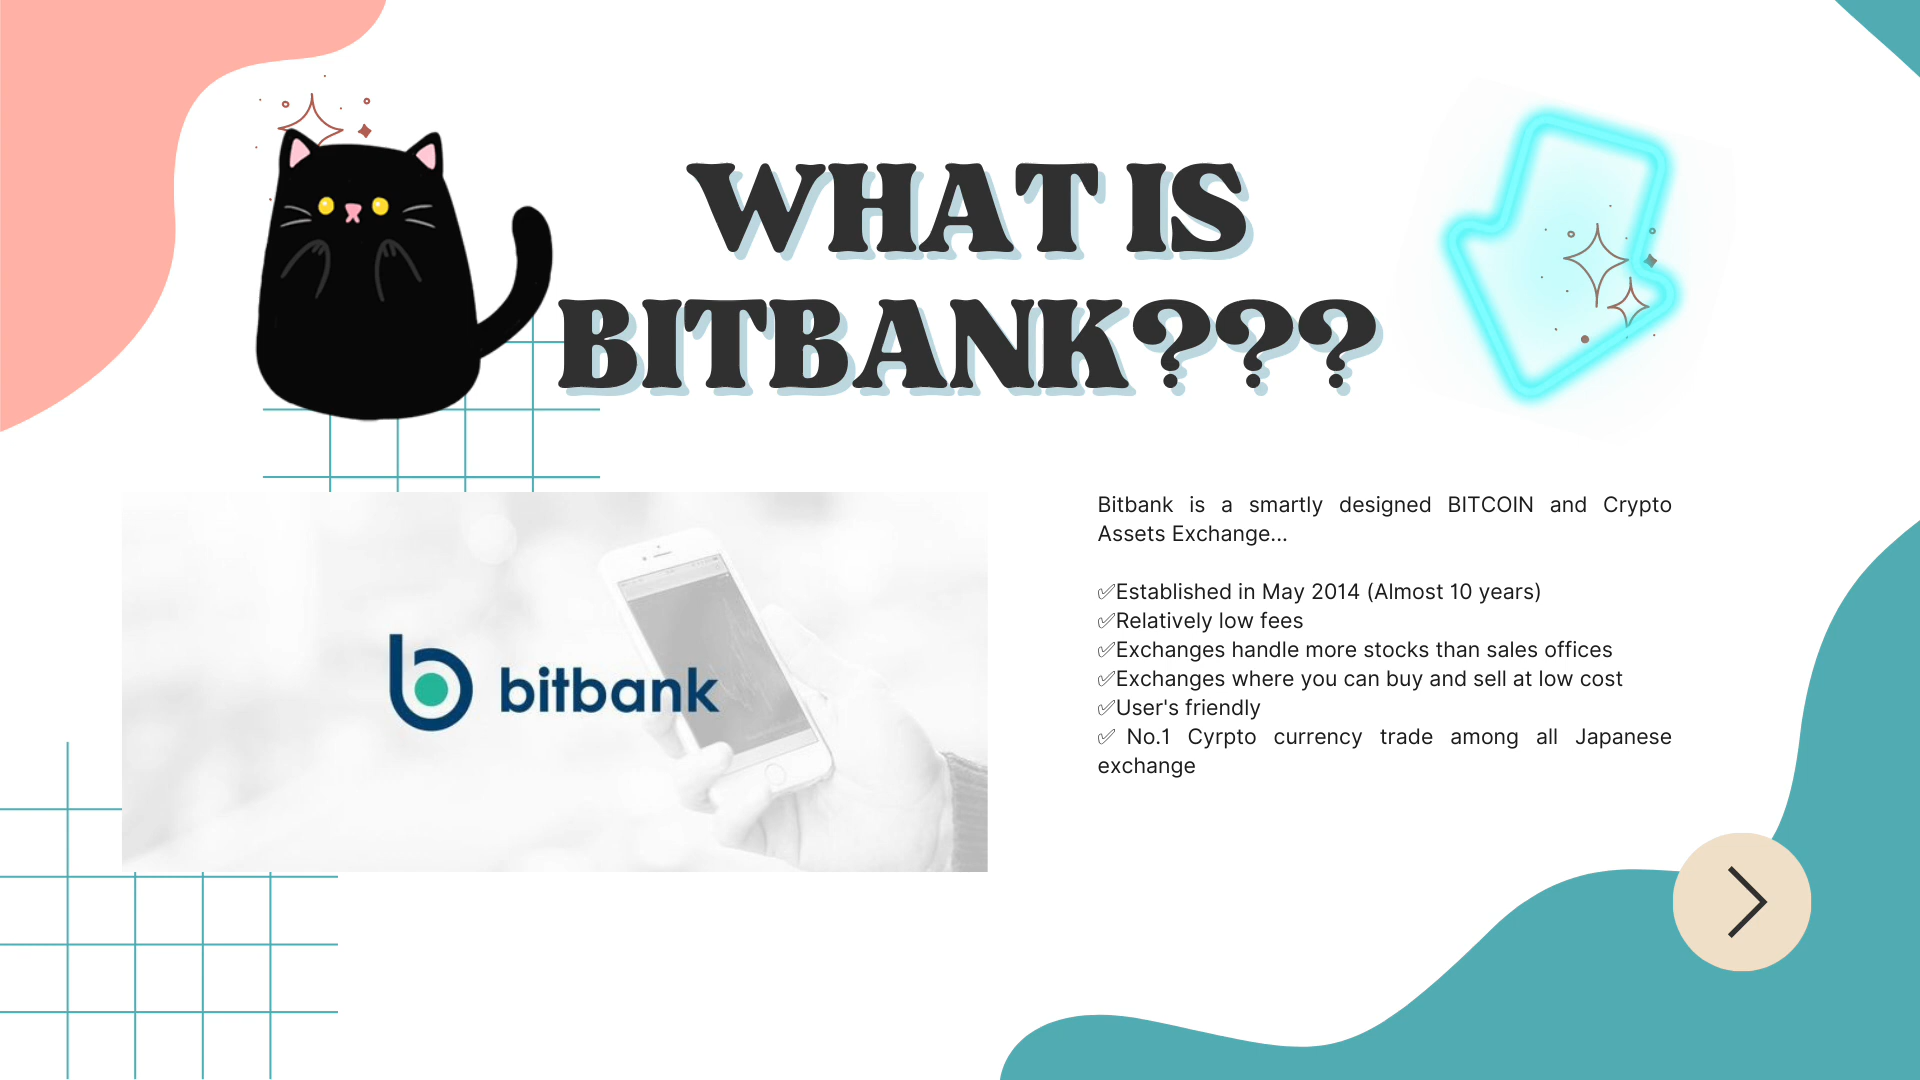 WHAT IS
BITBANK???
bitbank
Bitbank is a smartly designed BITCOIN and Crypto
Assets Exchange...
✅Established in May 2014 (Almost 10 years)
✅Relatively low fees
✅Exchanges handle more stocks than sales offices
✅Exchanges where you can buy and sell at low cost
✅User's friendly
✅ No.1 Cyrpto currency trade among all Japanese
exchange